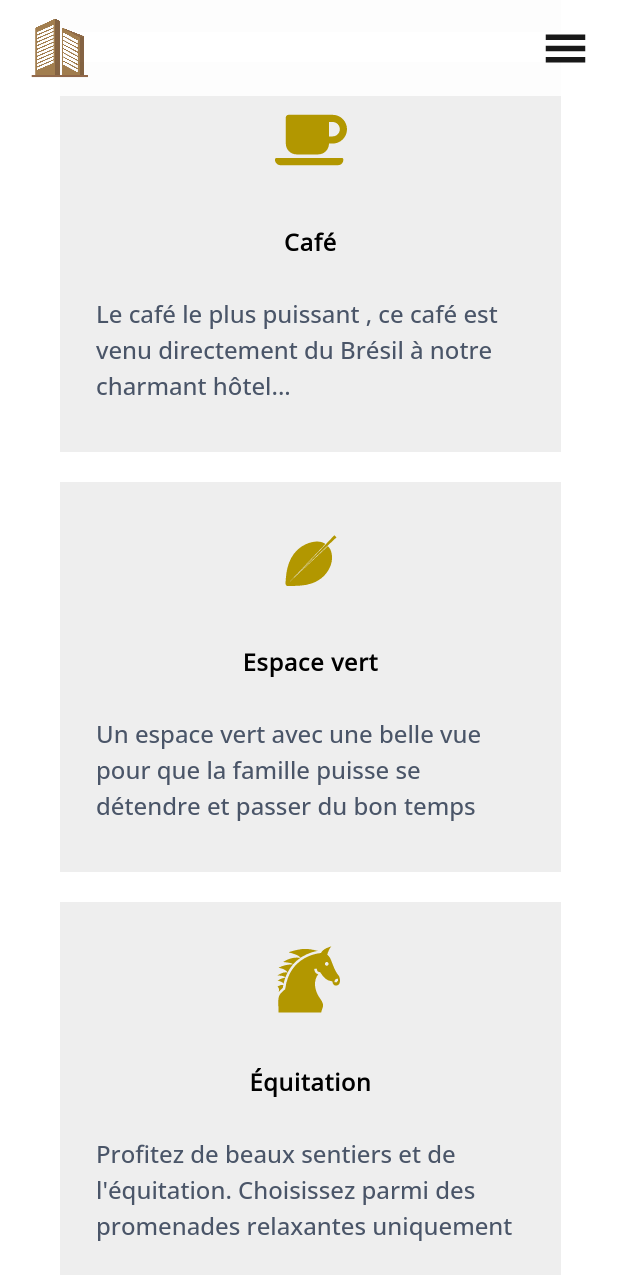 Café
Le café le plus puissant , ce café est
venu directement du Brésil à notre
charmant hôtel...
Espace vert
Un espace vert avec une belle vue
pour que la famille puisse se
détendre et passer du bon temps
Équitation
Profitez de beaux sentiers et de
l'équitation. Choisissez parmi des
promenades relaxantes uniquement